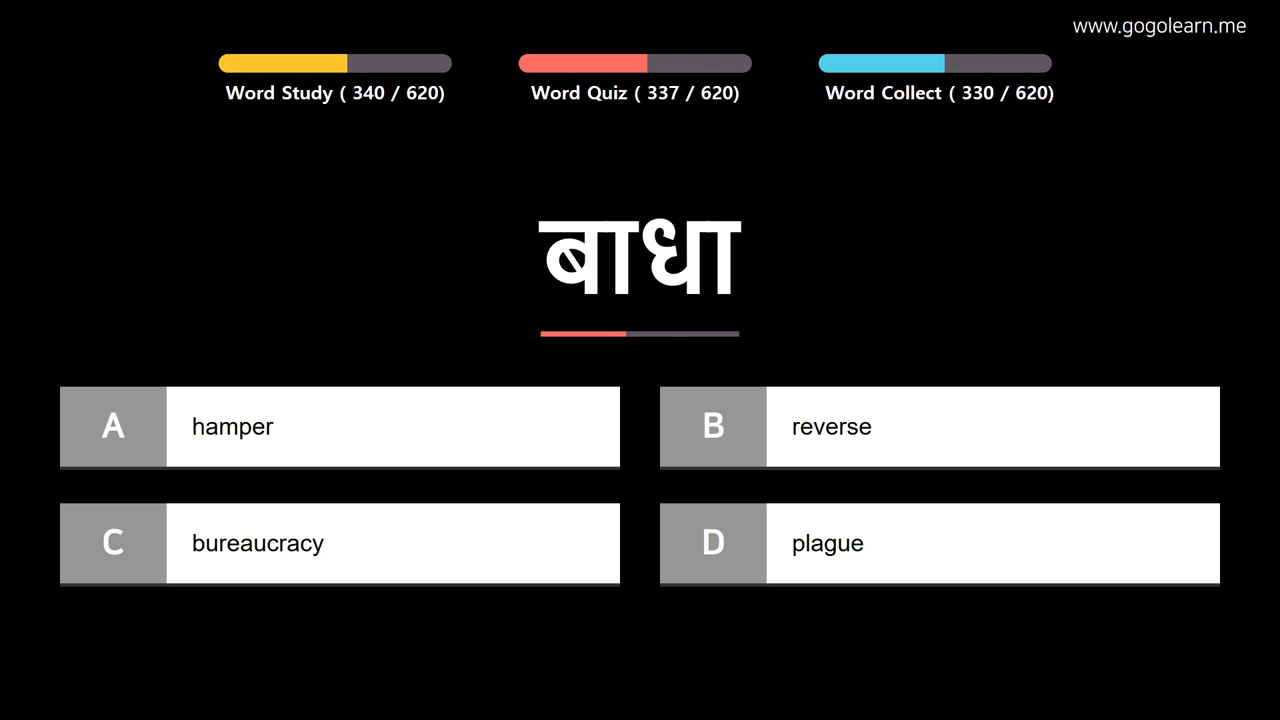 www.gogolearn.me
Word Study ( 340 / 620)
Word Quiz ( 337 / 620)
Word Collect ( 330 / 620)
बाधा
A
hamper
B
reverse
C
bureaucracy
D
plague